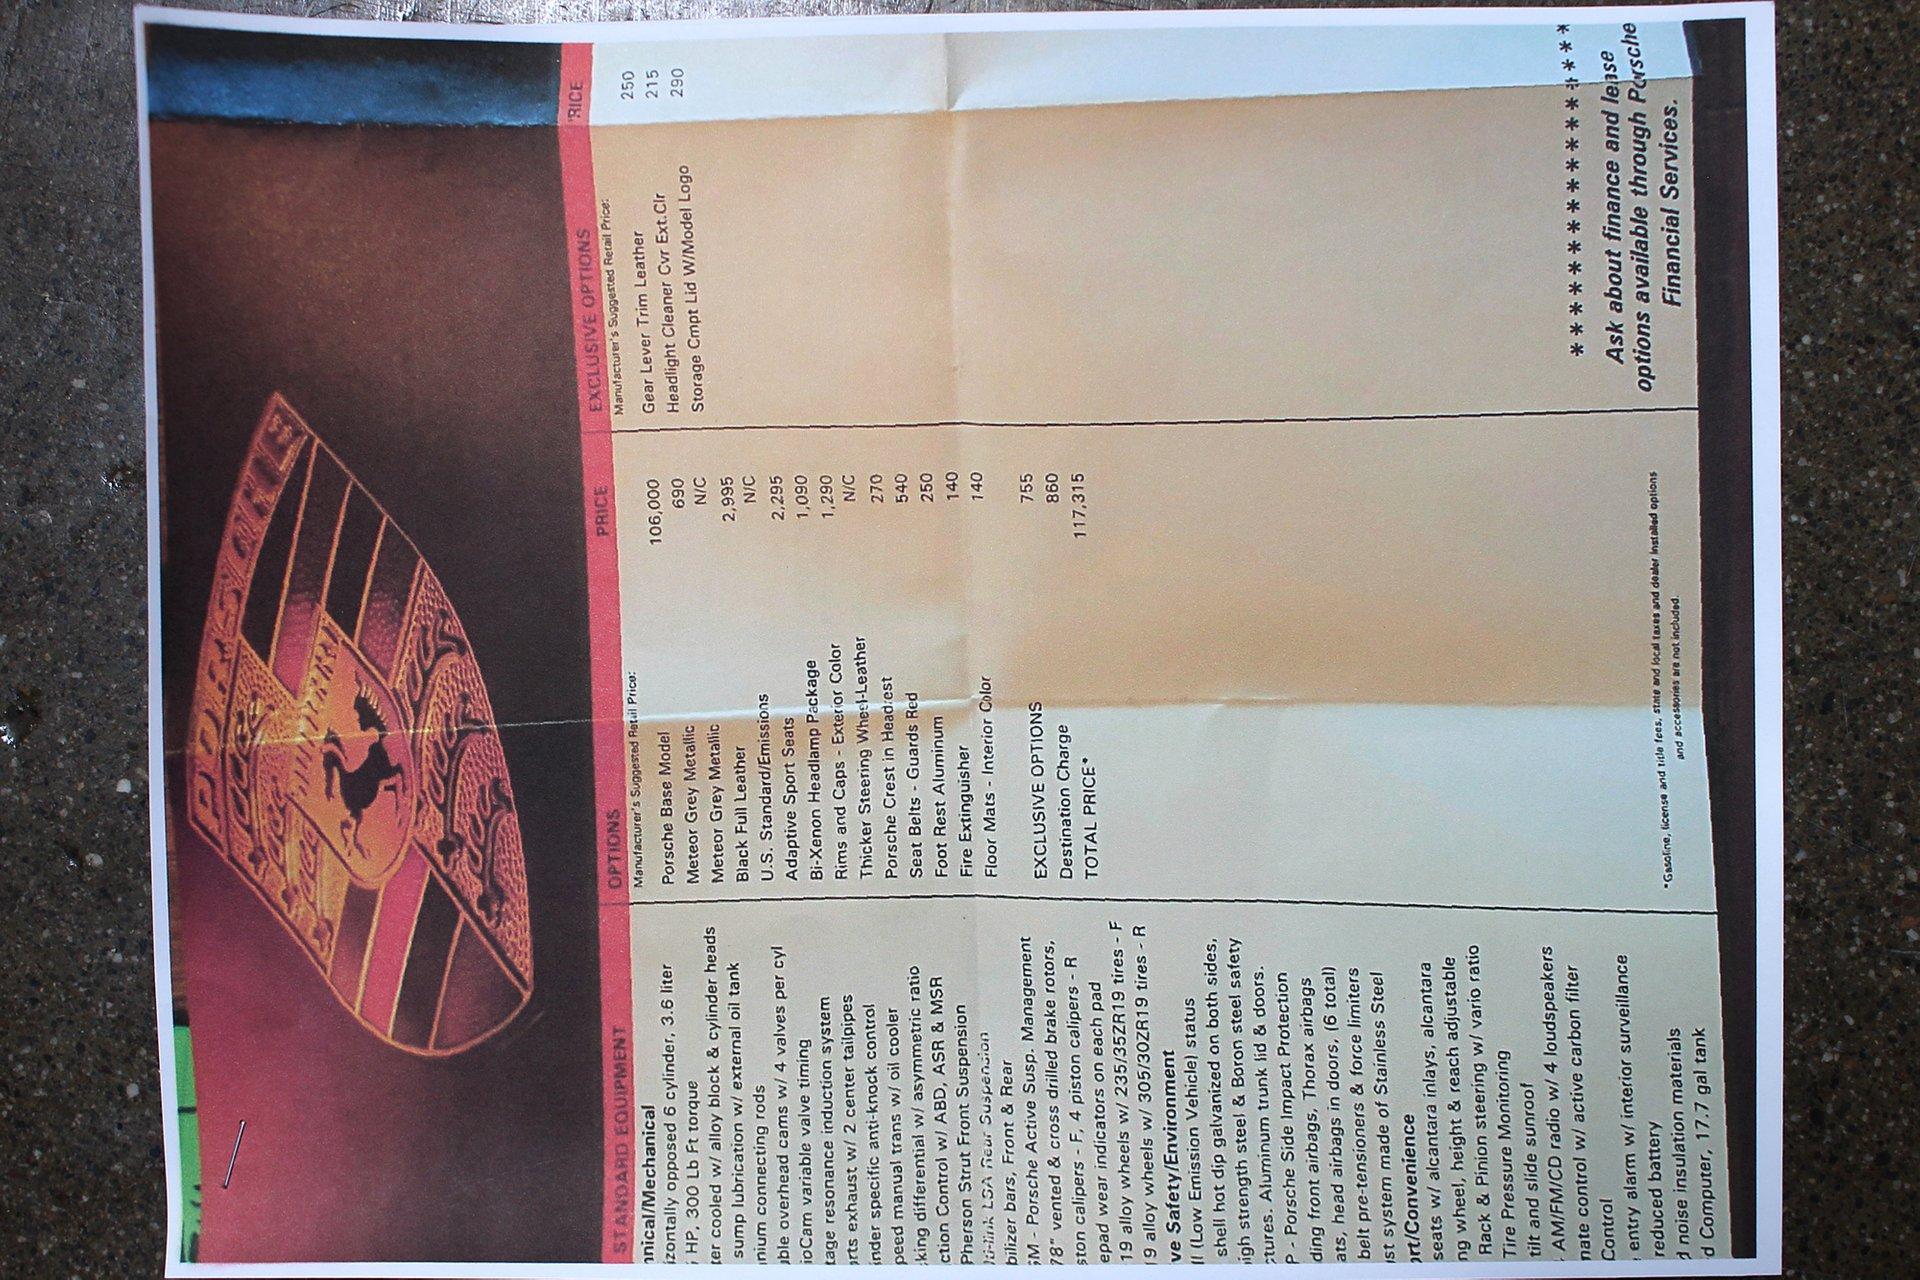 PORSCHE
STANDARD EQUIPMENT
nical/Mechanical
zontally opposed 6 cylinder, 3.6 liter
HP, 300 Lb Ft torque
ter cooled w/ alloy block & cylinder heads
sump lubrication w/ external oil tank
nium connecting rods
ble overhead cams w/ 4 valves per cyl
ioCam variable valve timing
tage resonance induction system
rts exhaust w/ 2 center tailpipes
nder specific anti-knock control
peed manual trans w/ oil cooler
king differential w/ asymmetric ratio
ction Control w/ ABD, ASR & MSR
Pherson Strut Front Suspension
LSA Rear Suspension
bilizer bars, Front & Rear
SM - Porsche Active Susp. Management
78" vented & cross drilled brake rotors,
ston calipers - F, 4 piston calipers - R
epad wear indicators on each pad
19 alloy wheels w/ 235/35ZR19 tires - F
19 alloy wheels w/ 305/30ZR19 tires - R
ve Safety/Environment
(Low Emission Vehicle) status
shell hot dip galvanized on both sides,
igh strength steel & Boron steel safety
ctures. Aluminum trunk lid & doors.
P - Porsche Side Impact Protection
ding front airbags, Thorax airbags
ats, head airbags in doors, (6 total)
belt pre-tensioners & force limiters
st system made of Stainless Steel
rt/Convenience
seats w/ alcantara inlays, alcantara
ng wheel, height & reach adjustable
Rack & Pinion steering w/ vario ratio
Tire Pressure Monitoring
tilt and slide sunroof
AM/FM/CD radio w/ 4 loudspeakers
nate control w/ active carbon filter
Control
entry alarm w/ interior surveillance
reduced battery
d noise insulation materials
d Computer, 17.7 gal tank
OPTIONS PRICE
Manufacturer's Suggested Retail Price:
Porsche Base Model 106,000
Meteor Grey Metallic 690
Meteor Grey Metallic N/C
Black Full Leather 2,995
U.S. Standard/Emissions N/C
Adaptive Sport Seats 2,295
Bi-Xenon Headlamp Package 1,090
Rims and Caps - Exterior Color 1,290
Thicker Steering Wheel-Leather N/C
Porsche Crest in Headrest 270
Seat Belts - Guards Red 540
Foot Rest Aluminum 250
Fire Extinguisher 140
Floor Mats - Interior Color 140
EXCLUSIVE OPTIONS 755
Destination Charge 860
TOTAL PRICE* 117,315
*Gasoline, license and title fees, state and local taxes and dealer installed options
and accessories are not included.
EXCLUSIVE OPTIONS PRICE
Manufacturer's Suggested Retail Price:
Gear Lever Trim Leather 250
Headlight Cleaner Cvr Ext.Clr 215
Storage Cmpt Lid W/Model Logo 290
* * * * * * * * * * * * * * * * * *
Ask about finance and lease
options available through Porsche
Financial Services.